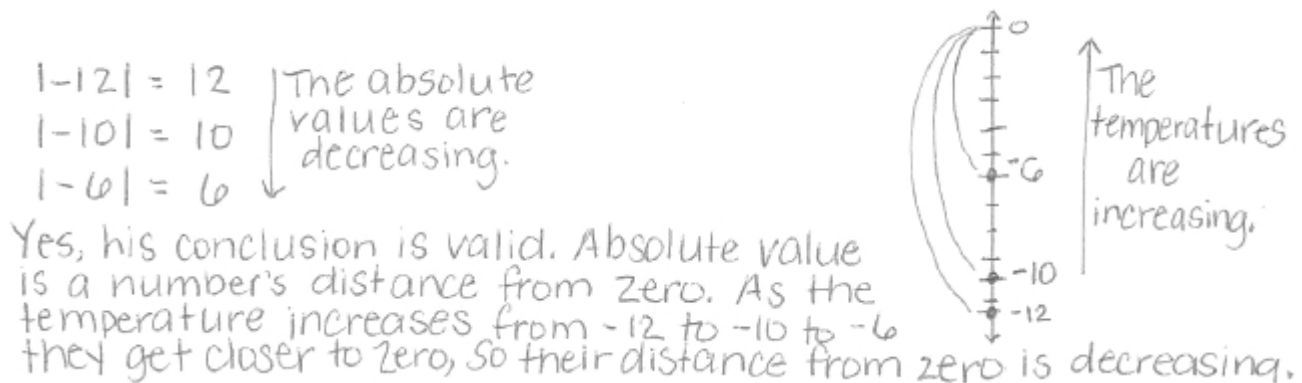 |-12| = 12
|-10| = 10
|-6| = 6
The absolute
values are
decreasing.
0
-6
-10
-12
The
temperatures
are
increasing.
Yes, his conclusion is valid. Absolute value
is a number's distance from zero. As the
temperature increases from -12 to -10 to -6
they get closer to zero, so their distance from zero is decreasing.